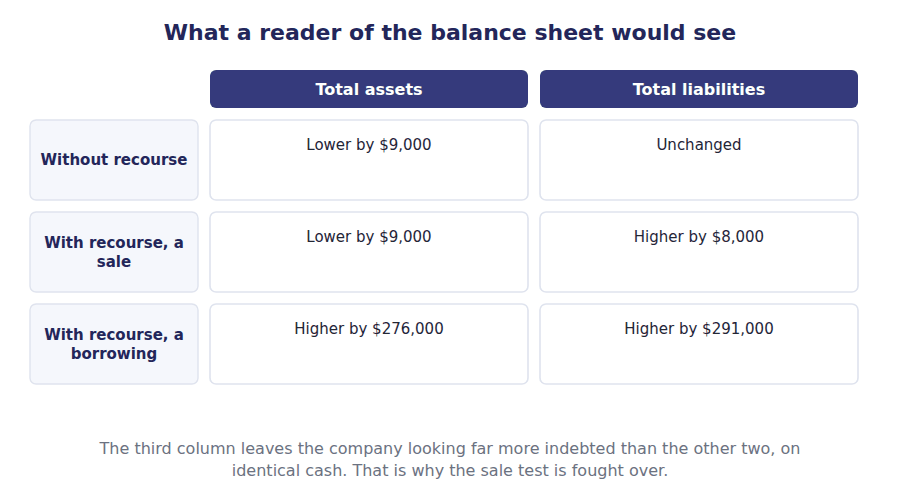 What a reader of the balance sheet would see
Total assets
Total liabilities
Without recourse
Lower by $9,000
Unchanged
With recourse, a
sale
Lower by $9,000
Higher by $8,000
With recourse, a
borrowing
Higher by $276,000
Higher by $291,000
The third column leaves the company looking far more indebted than the other two, on
identical cash. That is why the sale test is fought over.